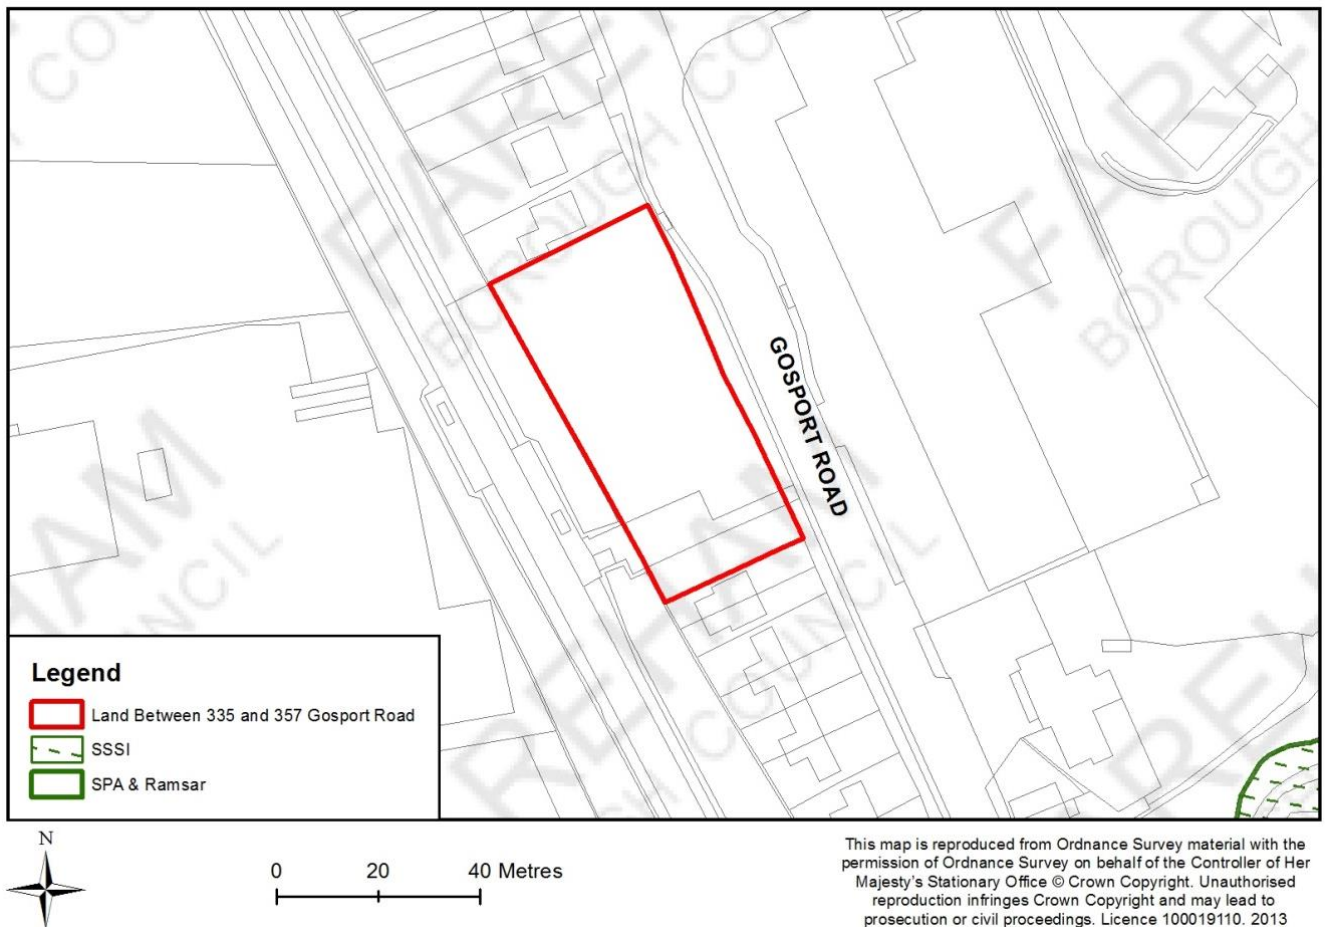 FAREHAM
BOROUGH COUNCIL
GOSPORT ROAD
Legend
Land Between 335 and 357 Gosport Road
SSSI
SPA & Ramsar
N
0 20 40 Metres
This map is reproduced from Ordnance Survey material with the
permission of Ordnance Survey on behalf of the Controller of Her
Majesty's Stationary Office © Crown Copyright. Unauthorised
reproduction infringes Crown Copyright and may lead to
prosecution or civil proceedings. Licence 100019110. 2013